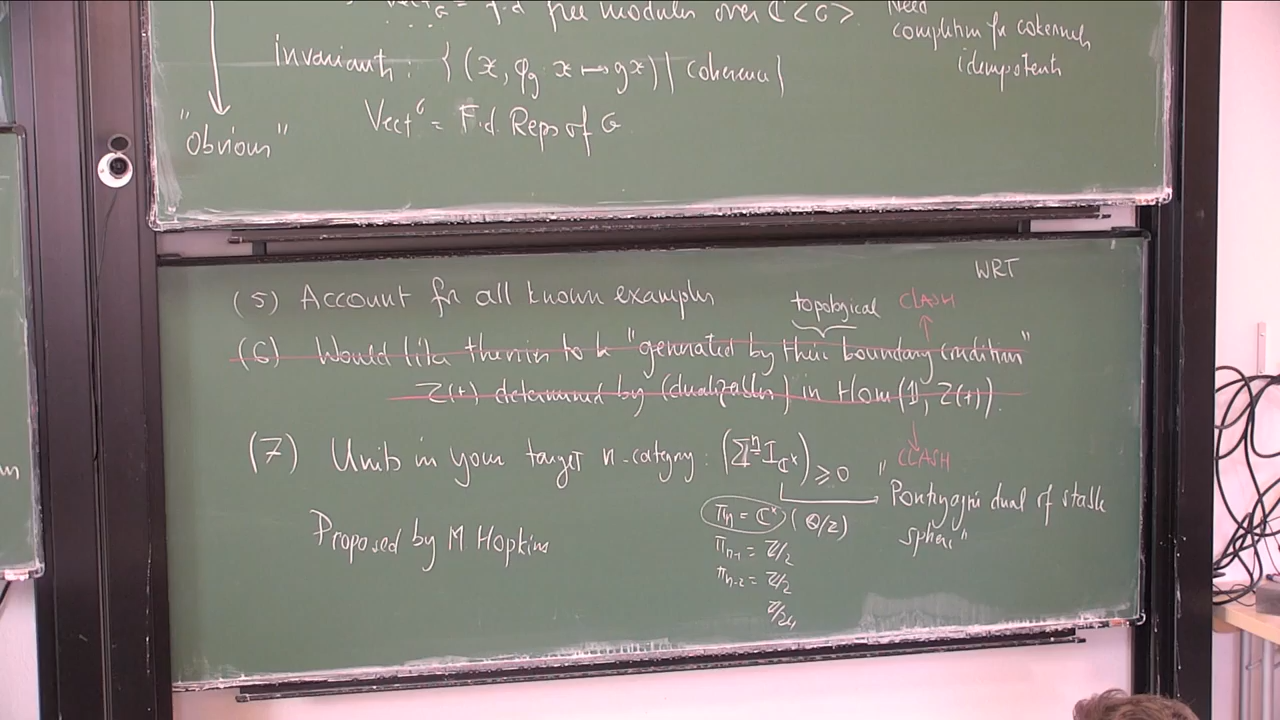 Vect_G = f.d free modules over ℂ<G>.
Need
completion for cokernels,
idempotents
invariants: {(x, φ_g: x ↦ gx) | coherence}
"Obvious"
Vect^G = F.d. Reps of G
WRT
(5) Account for all known examples
topological
CLASH
(6) Would like theories to be "generated by their boundary condition"
Z(+) determined by (dualizables) in Hom(1, Z(+)).
CLASH
(7) Units in your target n-category: (Σ^n I_{ℂ^x})_{≥0}
"Pontryagin dual of stable
sphere"
π_n = ℂ^x (Q/Z)
Proposed by M Hopkins
π_{n-1} = Z/2
π_{n-2} = Z/2
Z/24